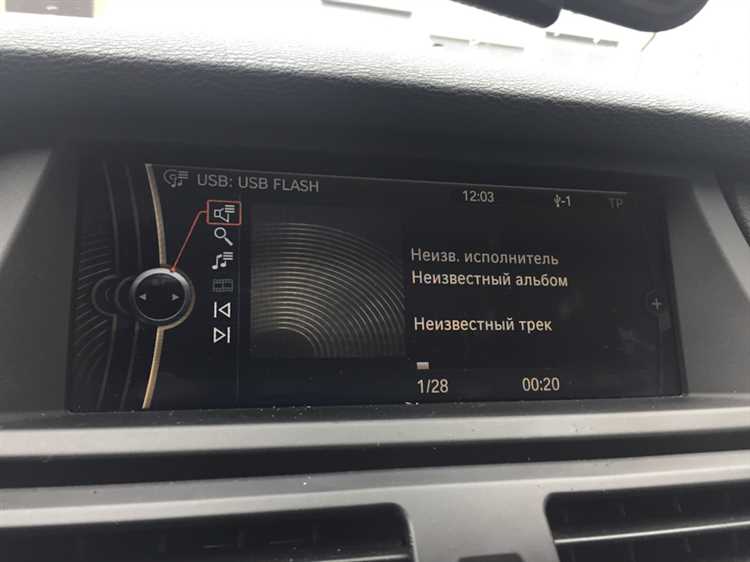 USB: USB FLASH
12:03
-1
TP
Неизв. исполнитель
Неизвестный альбом
Неизвестный трек
1/28
00:20